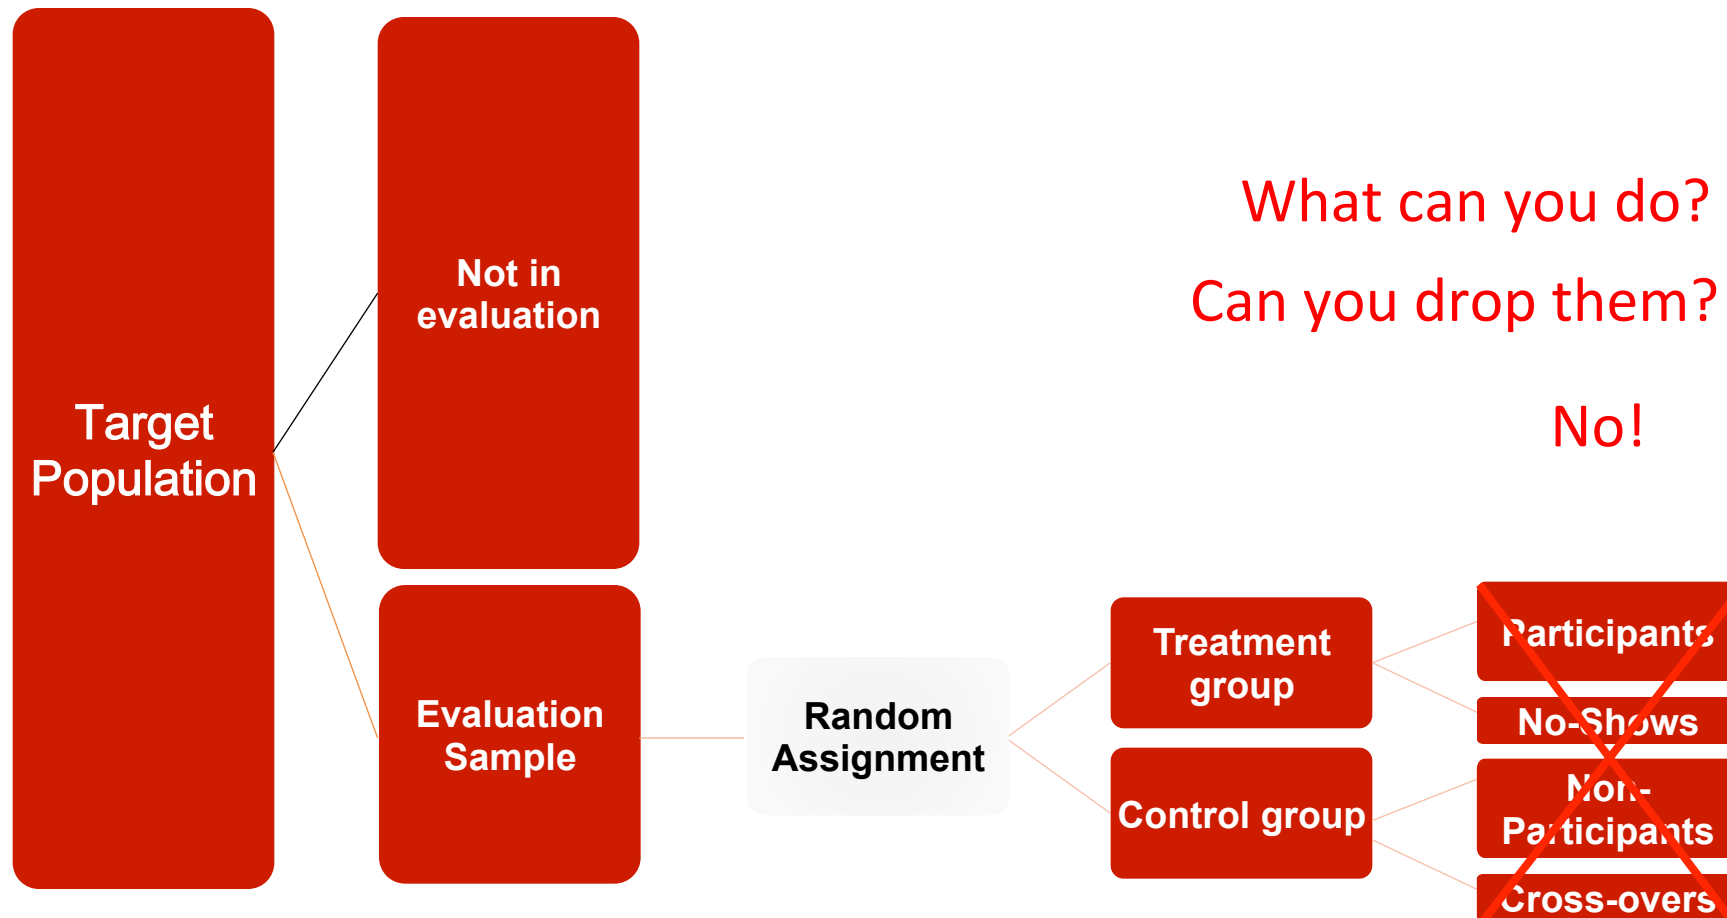 Target
Population
Not in
evaluation
Evaluation
Sample
Random
Assignment
Treatment
group
Control group
Participants
No-Shows
Non-
Participants
Cross-overs
What can you do?
Can you drop them?
No!